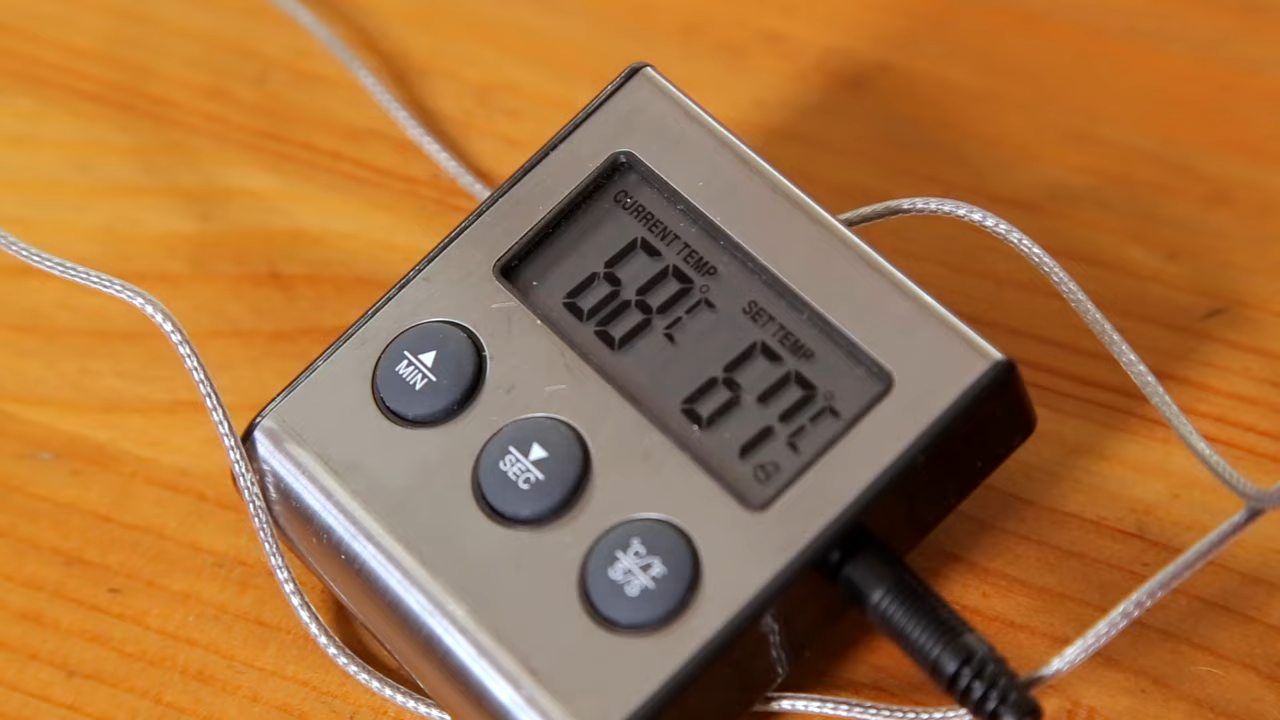 CURRENT TEMP
68°C
SET TEMP
67°C
MIN
SEC
°C/°F
S/S